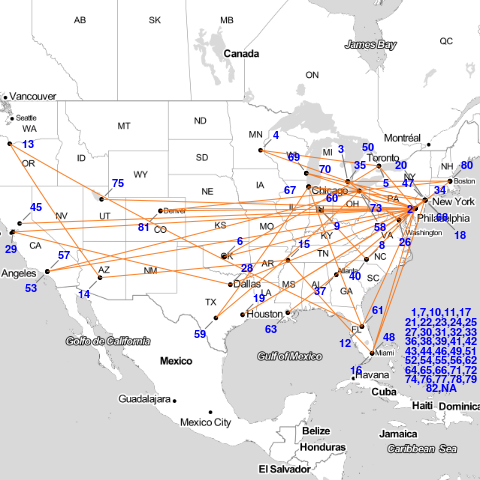 AB
SK
MB
Canada
James Bay
QC
ON
Vancouver
Seattle
WA
13
MT
ND
MN
4
WI
MI
3
50
Montréal
Toronto
35
20
NY
NH
80
Boston
69
70
OR
ID
SD
WY
5
47
34
New York
75
NE
IA
67
Chicago
60
OH
PA
2
73
Philadelphia
68
18
45
NV
UT
Denver
81
CO
KS
MO
IL
IN
9
KY
58
VA
Washington
26
8
29
CA
6
OK
15
TN
NC
57
Angeles
53
14
AZ
NM
28
AR
Dallas
Atlanta
40
SC
19
LA
MS
AL
37
GA
TX
Houston
59
63
61
FL
12
48
Miami
16
Havana
Golfo de California
Mexico
Gulf of Mexico
Cuba
Guadalajara
Mexico City
Haiti
Dominica
Belize
Jamaica
Honduras
Caribbean Sea
El Salvador
1,7,10,11,17
21,22,23,24,25
27,30,31,32,33
36,38,39,41,42
43,44,46,49,51
52,54,55,56,62
64,65,66,71,72
74,76,77,78,79
82,NA